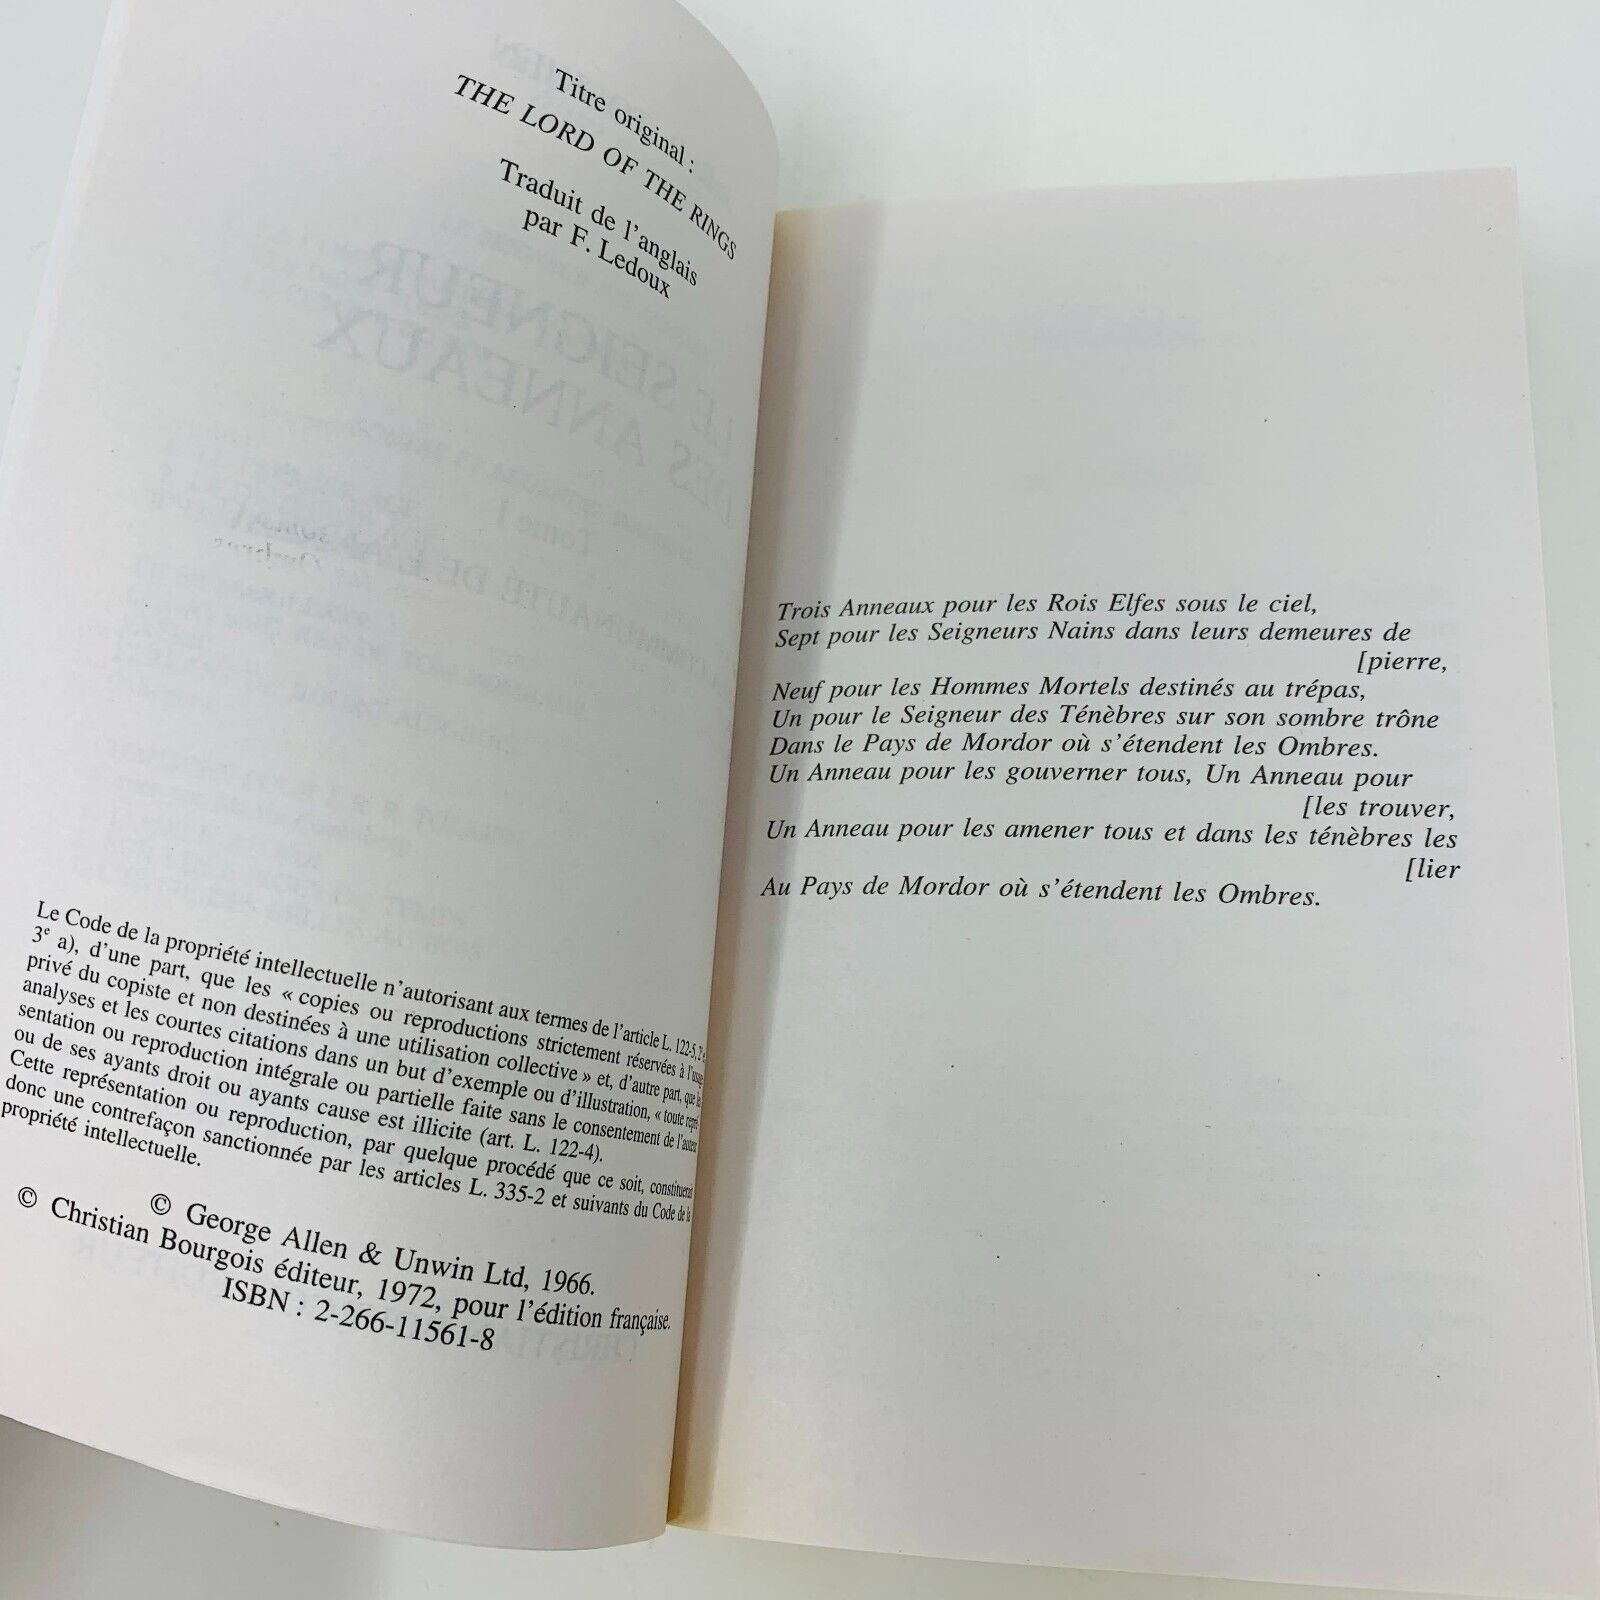 Titre original :
THE LORD OF THE RINGS
Traduit de l'anglais
par F. Ledoux
Le Code de la propriété intellectuelle n'autorisant aux termes de l'article L. 122-5, 2e
3e a), d'une part, que les « copies ou reproductions strictement réservées à l'usage
privé du copiste et non destinées à une utilisation collective » et, d'autre part, que les
analyses et les courtes citations dans un but d'exemple ou d'illustration, « toute repré
sentation ou reproduction intégrale ou partielle faite sans le consentement de l'auteur
ou de ses ayants droit ou ayants cause est illicite (art. L. 122-4).
Cette représentation ou reproduction, par quelque procédé que ce soit, constituerait
donc une contrefaçon sanctionnée par les articles L. 335-2 et suivants du Code de la
propriété intellectuelle.
© George Allen & Unwin Ltd, 1966.
© Christian Bourgois éditeur, 1972, pour l'édition française.
ISBN : 2-266-11561-8
Trois Anneaux pour les Rois Elfes sous le ciel,
Sept pour les Seigneurs Nains dans leurs demeures de
[pierre,
Neuf pour les Hommes Mortels destinés au trépas,
Un pour le Seigneur des Ténèbres sur son sombre trône
Dans le Pays de Mordor où s'étendent les Ombres.
Un Anneau pour les gouverner tous, Un Anneau pour
[les trouver,
Un Anneau pour les amener tous et dans les ténèbres les
[lier
Au Pays de Mordor où s'étendent les Ombres.